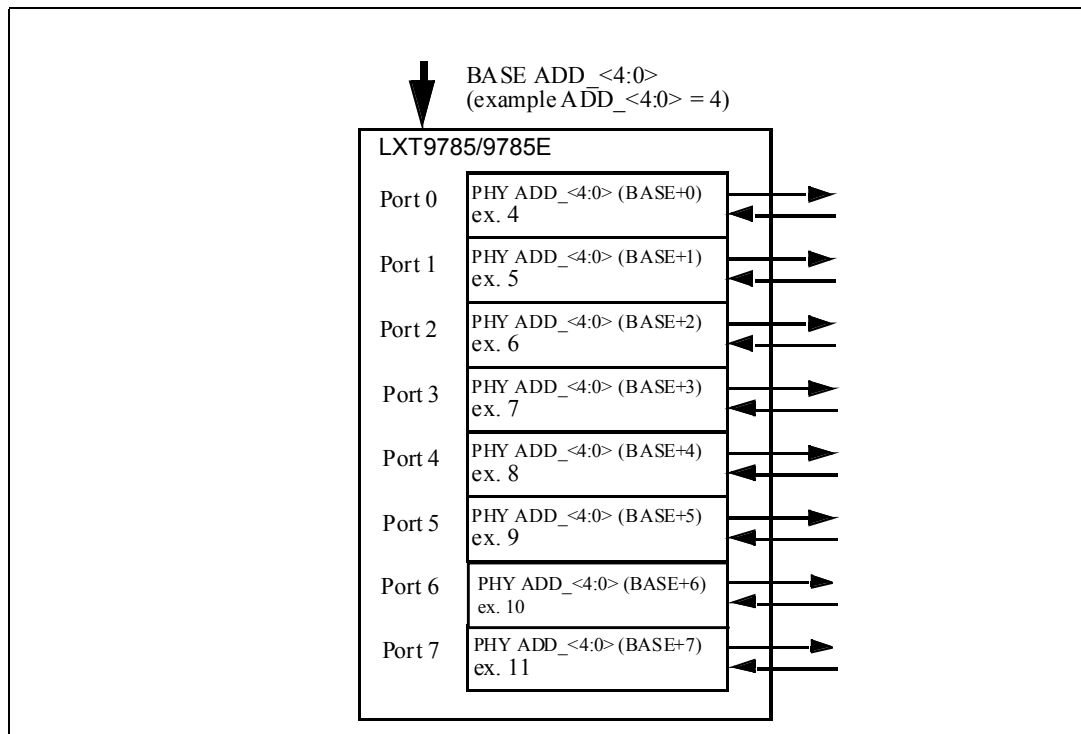 BASE ADD_<4:0>
(example ADD_<4:0> = 4)
LXT9785/9785E
Port 0
PHY ADD_<4:0> (BASE+0)
ex. 4
Port 1
PHY ADD_<4:0> (BASE+1)
ex. 5
Port 2
PHY ADD_<4:0> (BASE+2)
ex. 6
Port 3
PHY ADD_<4:0> (BASE+3)
ex. 7
Port 4
PHY ADD_<4:0> (BASE+4)
ex. 8
Port 5
PHY ADD_<4:0> (BASE+5)
ex. 9
Port 6
PHY ADD_<4:0> (BASE+6)
ex. 10
Port 7
PHY ADD_<4:0> (BASE+7)
ex. 11